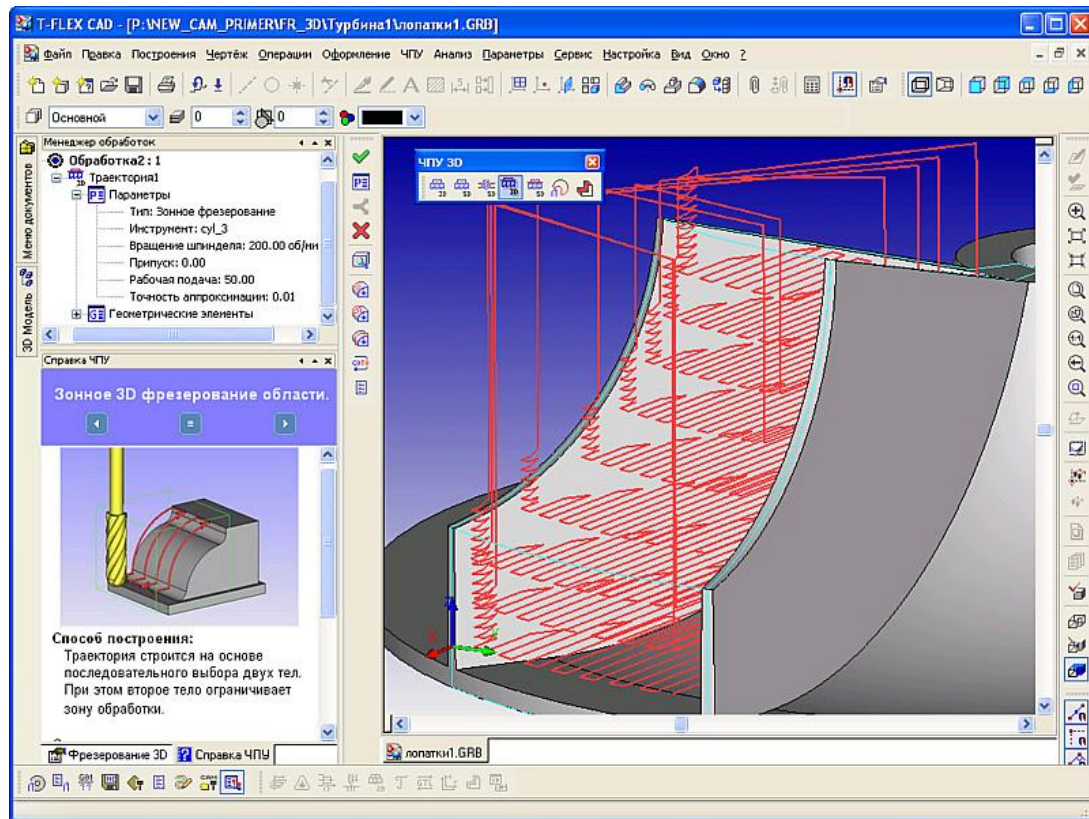 T-FLEX CAD - [P:\NEW_CAM_PRIMER\FR_3D\Турбина1\лопатки1.GRB]
Файл Правка Построения Чертёж Операции Оформление ЧПУ Анализ Параметры Сервис Настройка Вид Окно ?
Основной 0 0
Менеджер обработок
Меню документов
3D Модель
Обработка2 : 1
Траектория1
Параметры
Тип: Зонное фрезерование
Инструмент: cyl_3
Вращение шпинделя: 200.00 об/ми
Припуск: 0.00
Рабочая подача: 50.00
Точность аппроксимации: 0.01
Геометрические элементы
ЧПУ 3D
Справка ЧПУ
Зонное 3D фрезерование области.
Способ построения:
Траектория строится на основе
последовательного выбора двух тел.
При этом второе тело ограничивает
зону обработки.
Фрезерование 3D Справка ЧПУ
лопатки1.GRB